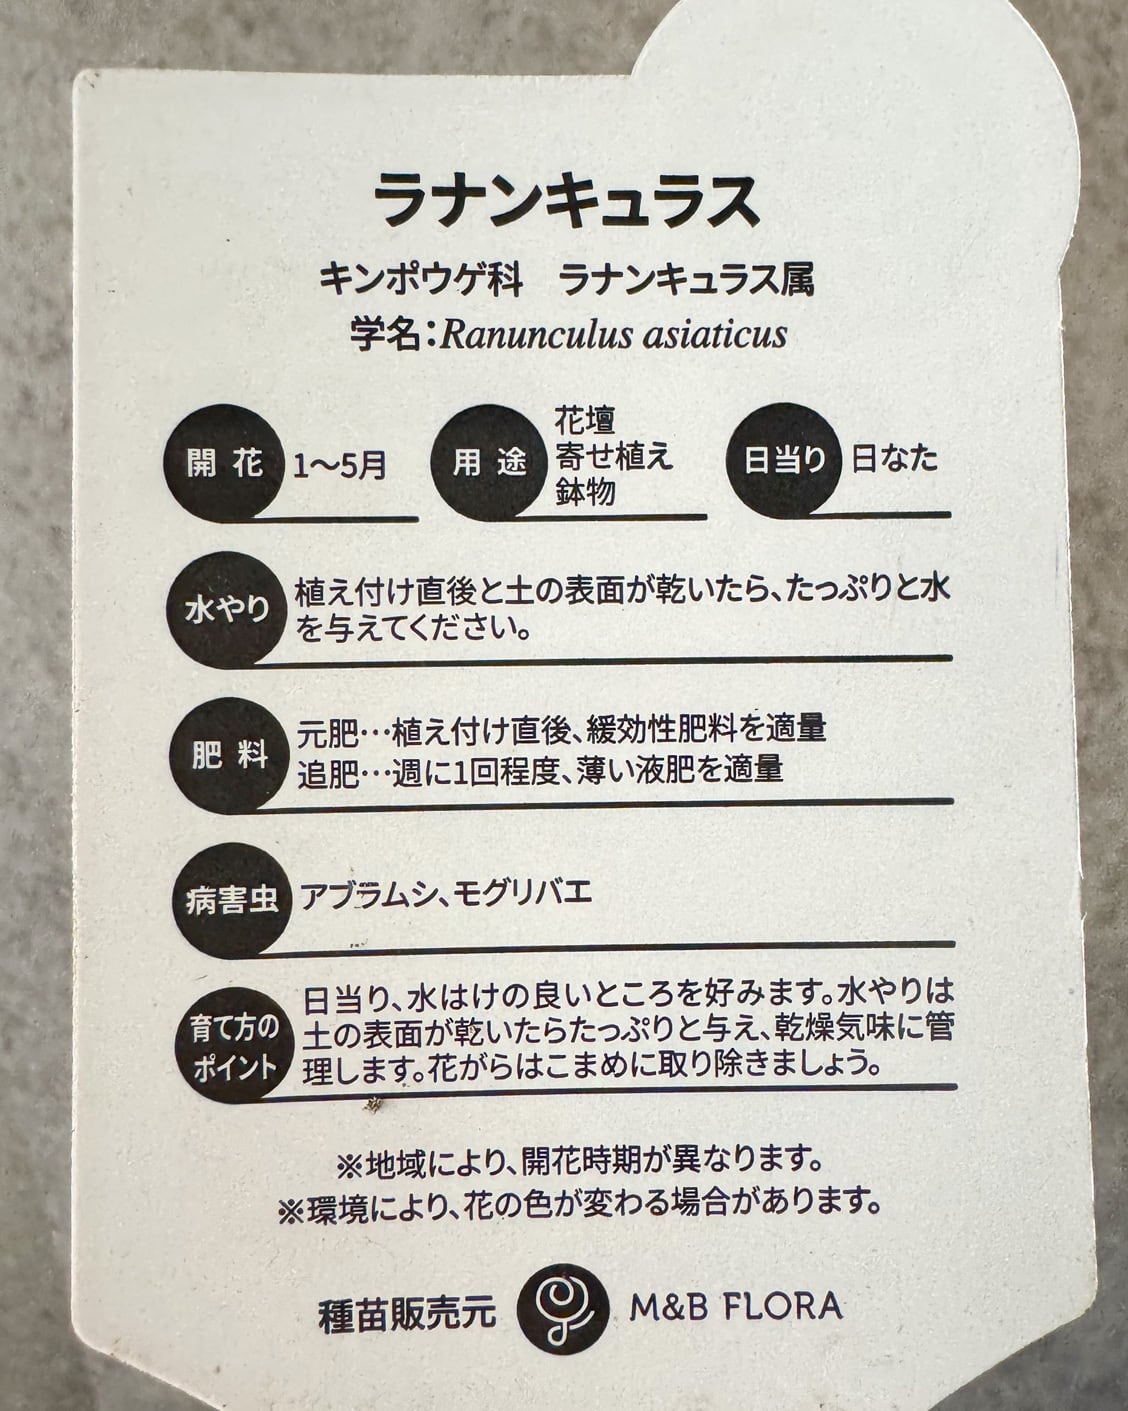 ラナンキュラス
キンポウゲ科　ラナンキュラス属
学名：Ranunculus asiaticus
開花 1〜5月
用途 花壇
寄せ植え
鉢物
日当り 日なた
水やり 植え付け直後と土の表面が乾いたら、たっぷりと水
を与えてください。
肥料 元肥…植え付け直後、緩効性肥料を適量
追肥…週に1回程度、薄い液肥を適量
病害虫 アブラムシ、モグリバエ
育て方の
ポイント
日当り、水はけの良いところを好みます。水やりは
土の表面が乾いたらたっぷりと与え、乾燥気味に管
理します。花がらはこまめに取り除きましょう。
※地域により、開花時期が異なります。
※環境により、花の色が変わる場合があります。
種苗販売元 M&B FLORA